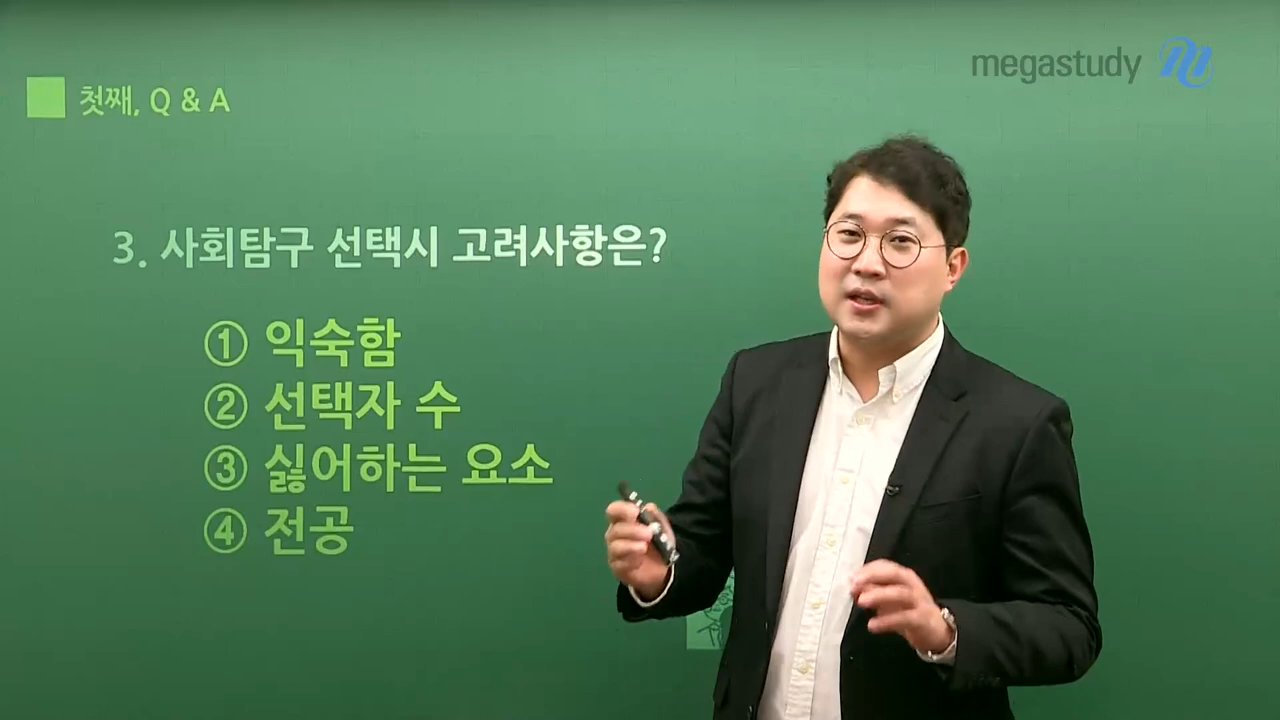 megastudy
첫째, Q & A
3. 사회탐구 선택시 고려사항은?
① 익숙함
② 선택자 수
③ 싫어하는 요소
④ 전공